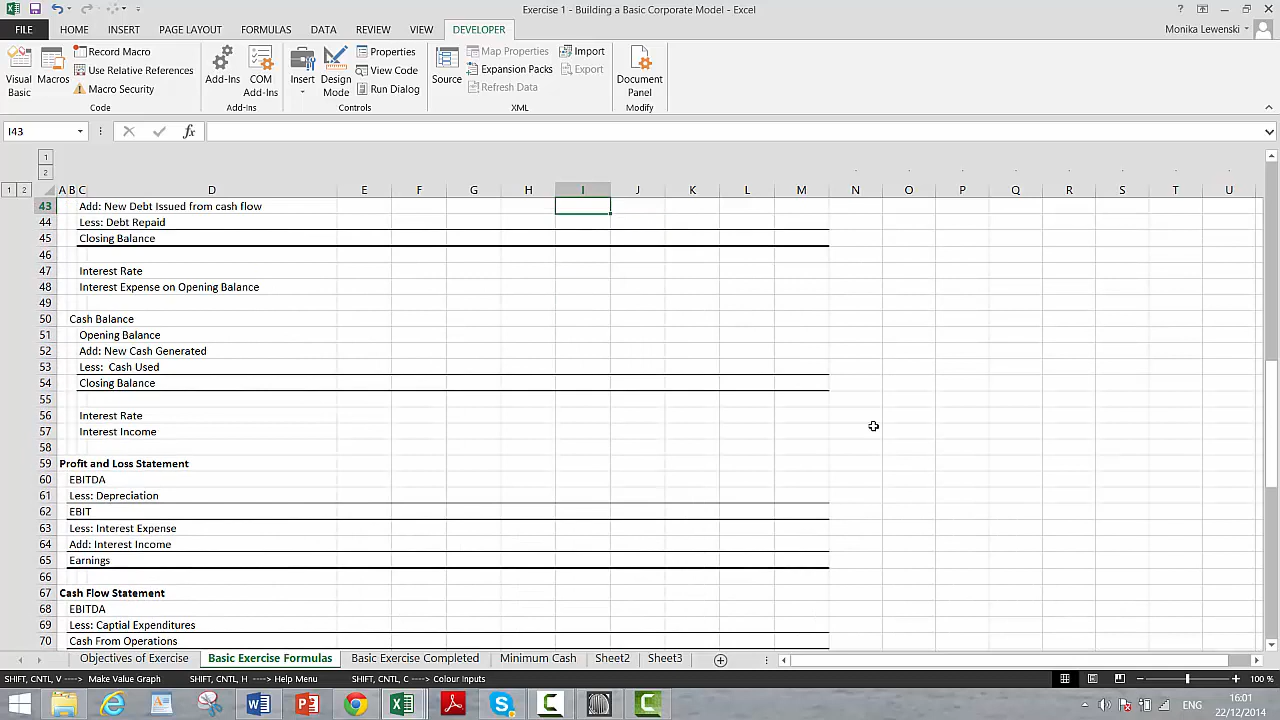 Exercise 1 - Building a Basic Corporate Model - Excel
FILE HOME INSERT PAGE LAYOUT FORMULAS DATA REVIEW VIEW DEVELOPER Monika Lewenski
Visual Basic
Macros
Record Macro
Use Relative References
Macro Security
Code
Add-Ins
COM Add-Ins
Add-Ins
Insert
Design Mode
Properties
View Code
Run Dialog
Controls
Source
Map Properties
Expansion Packs
Refresh Data
Import
Export
XML
Document Panel
Modify
I43 fx
1
2
1 2 A B C D E F G H I J K L M N O P Q R S T U
43 Add: New Debt Issued from cash flow
44 Less: Debt Repaid
45 Closing Balance
46
47 Interest Rate
48 Interest Expense on Opening Balance
49
50 Cash Balance
51 Opening Balance
52 Add: New Cash Generated
53 Less:  Cash Used
54 Closing Balance
55
56 Interest Rate
57 Interest Income
58
59 Profit and Loss Statement
60 EBITDA
61 Less: Depreciation
62 EBIT
63 Less: Interest Expense
64 Add: Interest Income
65 Earnings
66
67 Cash Flow Statement
68 EBITDA
69 Less: Captial Expenditures
70 Cash From Operations
Objectives of Exercise Basic Exercise Formulas Basic Exercise Completed Minimum Cash Sheet2 Sheet3
SHIFT, CNTL, V ----> Make Value Graph SHIFT, CNTL, H ----> Help Menu SHIFT, CNTL, C ----> Colour Inputs 100 %
ENG
16:01
22/12/2014